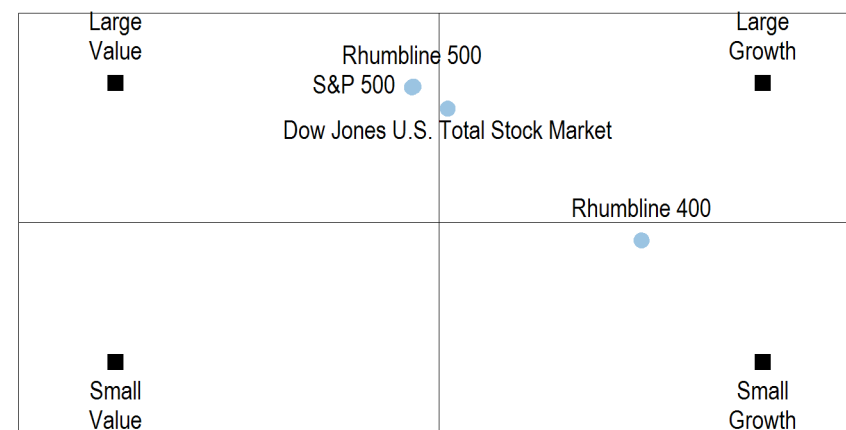 Large
Value
Large
Growth
Rhumbline 500
S&P 500
Dow Jones U.S. Total Stock Market
Rhumbline 400
Small
Value
Small
Growth